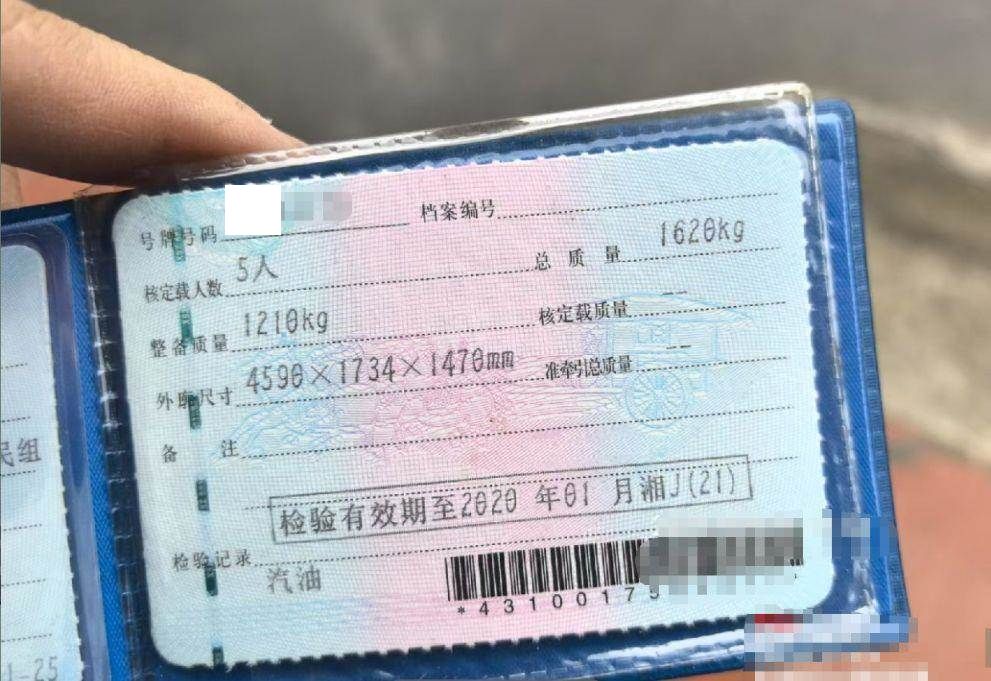 号牌号码 档案编号
核定载人数 5人 总质量 1620kg
整备质量 1210kg 核定载质量 --
外廓尺寸 4590×1734×1470mm 准牵引总质量 --
备注
检验有效期至2020年01月湘J(21)
检验记录
汽油
*43100175
民组
-25